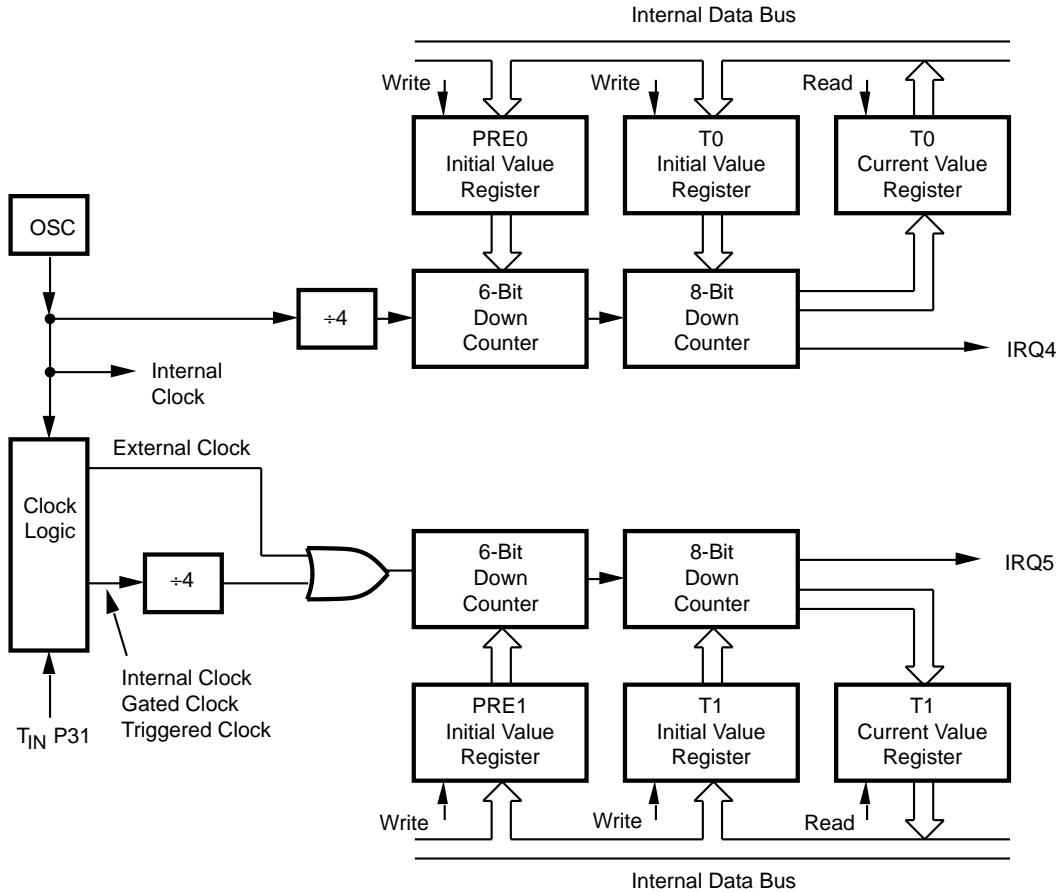 Internal Data Bus
Write
Write
Read
PRE0
Initial Value
Register
T0
Initial Value
Register
T0
Current Value
Register
OSC
÷4
6-Bit
Down
Counter
8-Bit
Down
Counter
IRQ4
Internal
Clock
External Clock
Clock
Logic
÷4
6-Bit
Down
Counter
8-Bit
Down
Counter
IRQ5
Internal Clock
Gated Clock
Triggered Clock
TIN P31
PRE1
Initial Value
Register
T1
Initial Value
Register
T1
Current Value
Register
Write
Write
Read
Internal Data Bus